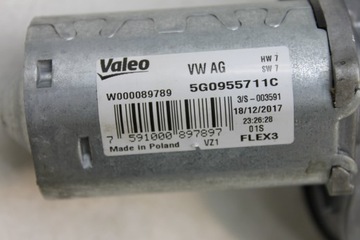 Valeo VW AG HW 7
SW 7
W000089789 5G0955711C
3/S -003591
18/12/2017
23:26:28
01S
7 591000 897897 FLEX3
Made in Poland VZ1